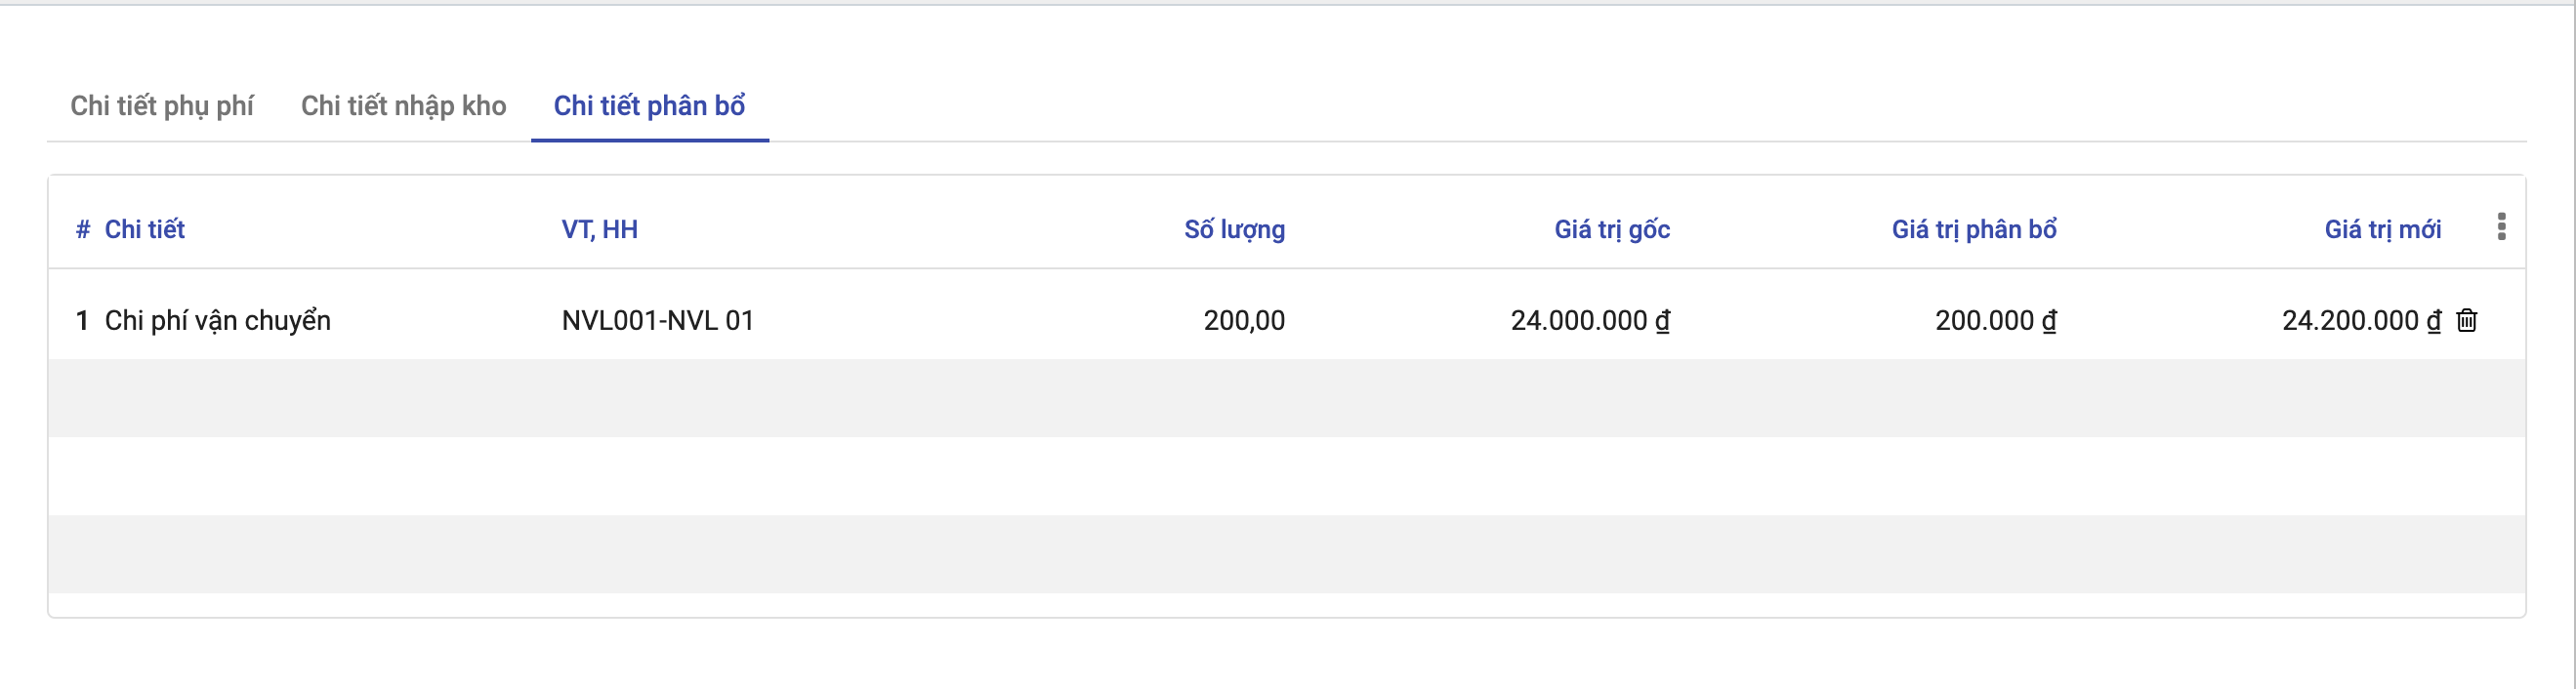 Chi tiết phụ phí Chi tiết nhập kho Chi tiết phân bổ
# Chi tiết VT, HH Số lượng Giá trị gốc Giá trị phân bổ Giá trị mới
1 Chi phí vận chuyển NVL001-NVL 01 200,00 24.000.000 ₫ 200.000 ₫ 24.200.000 ₫